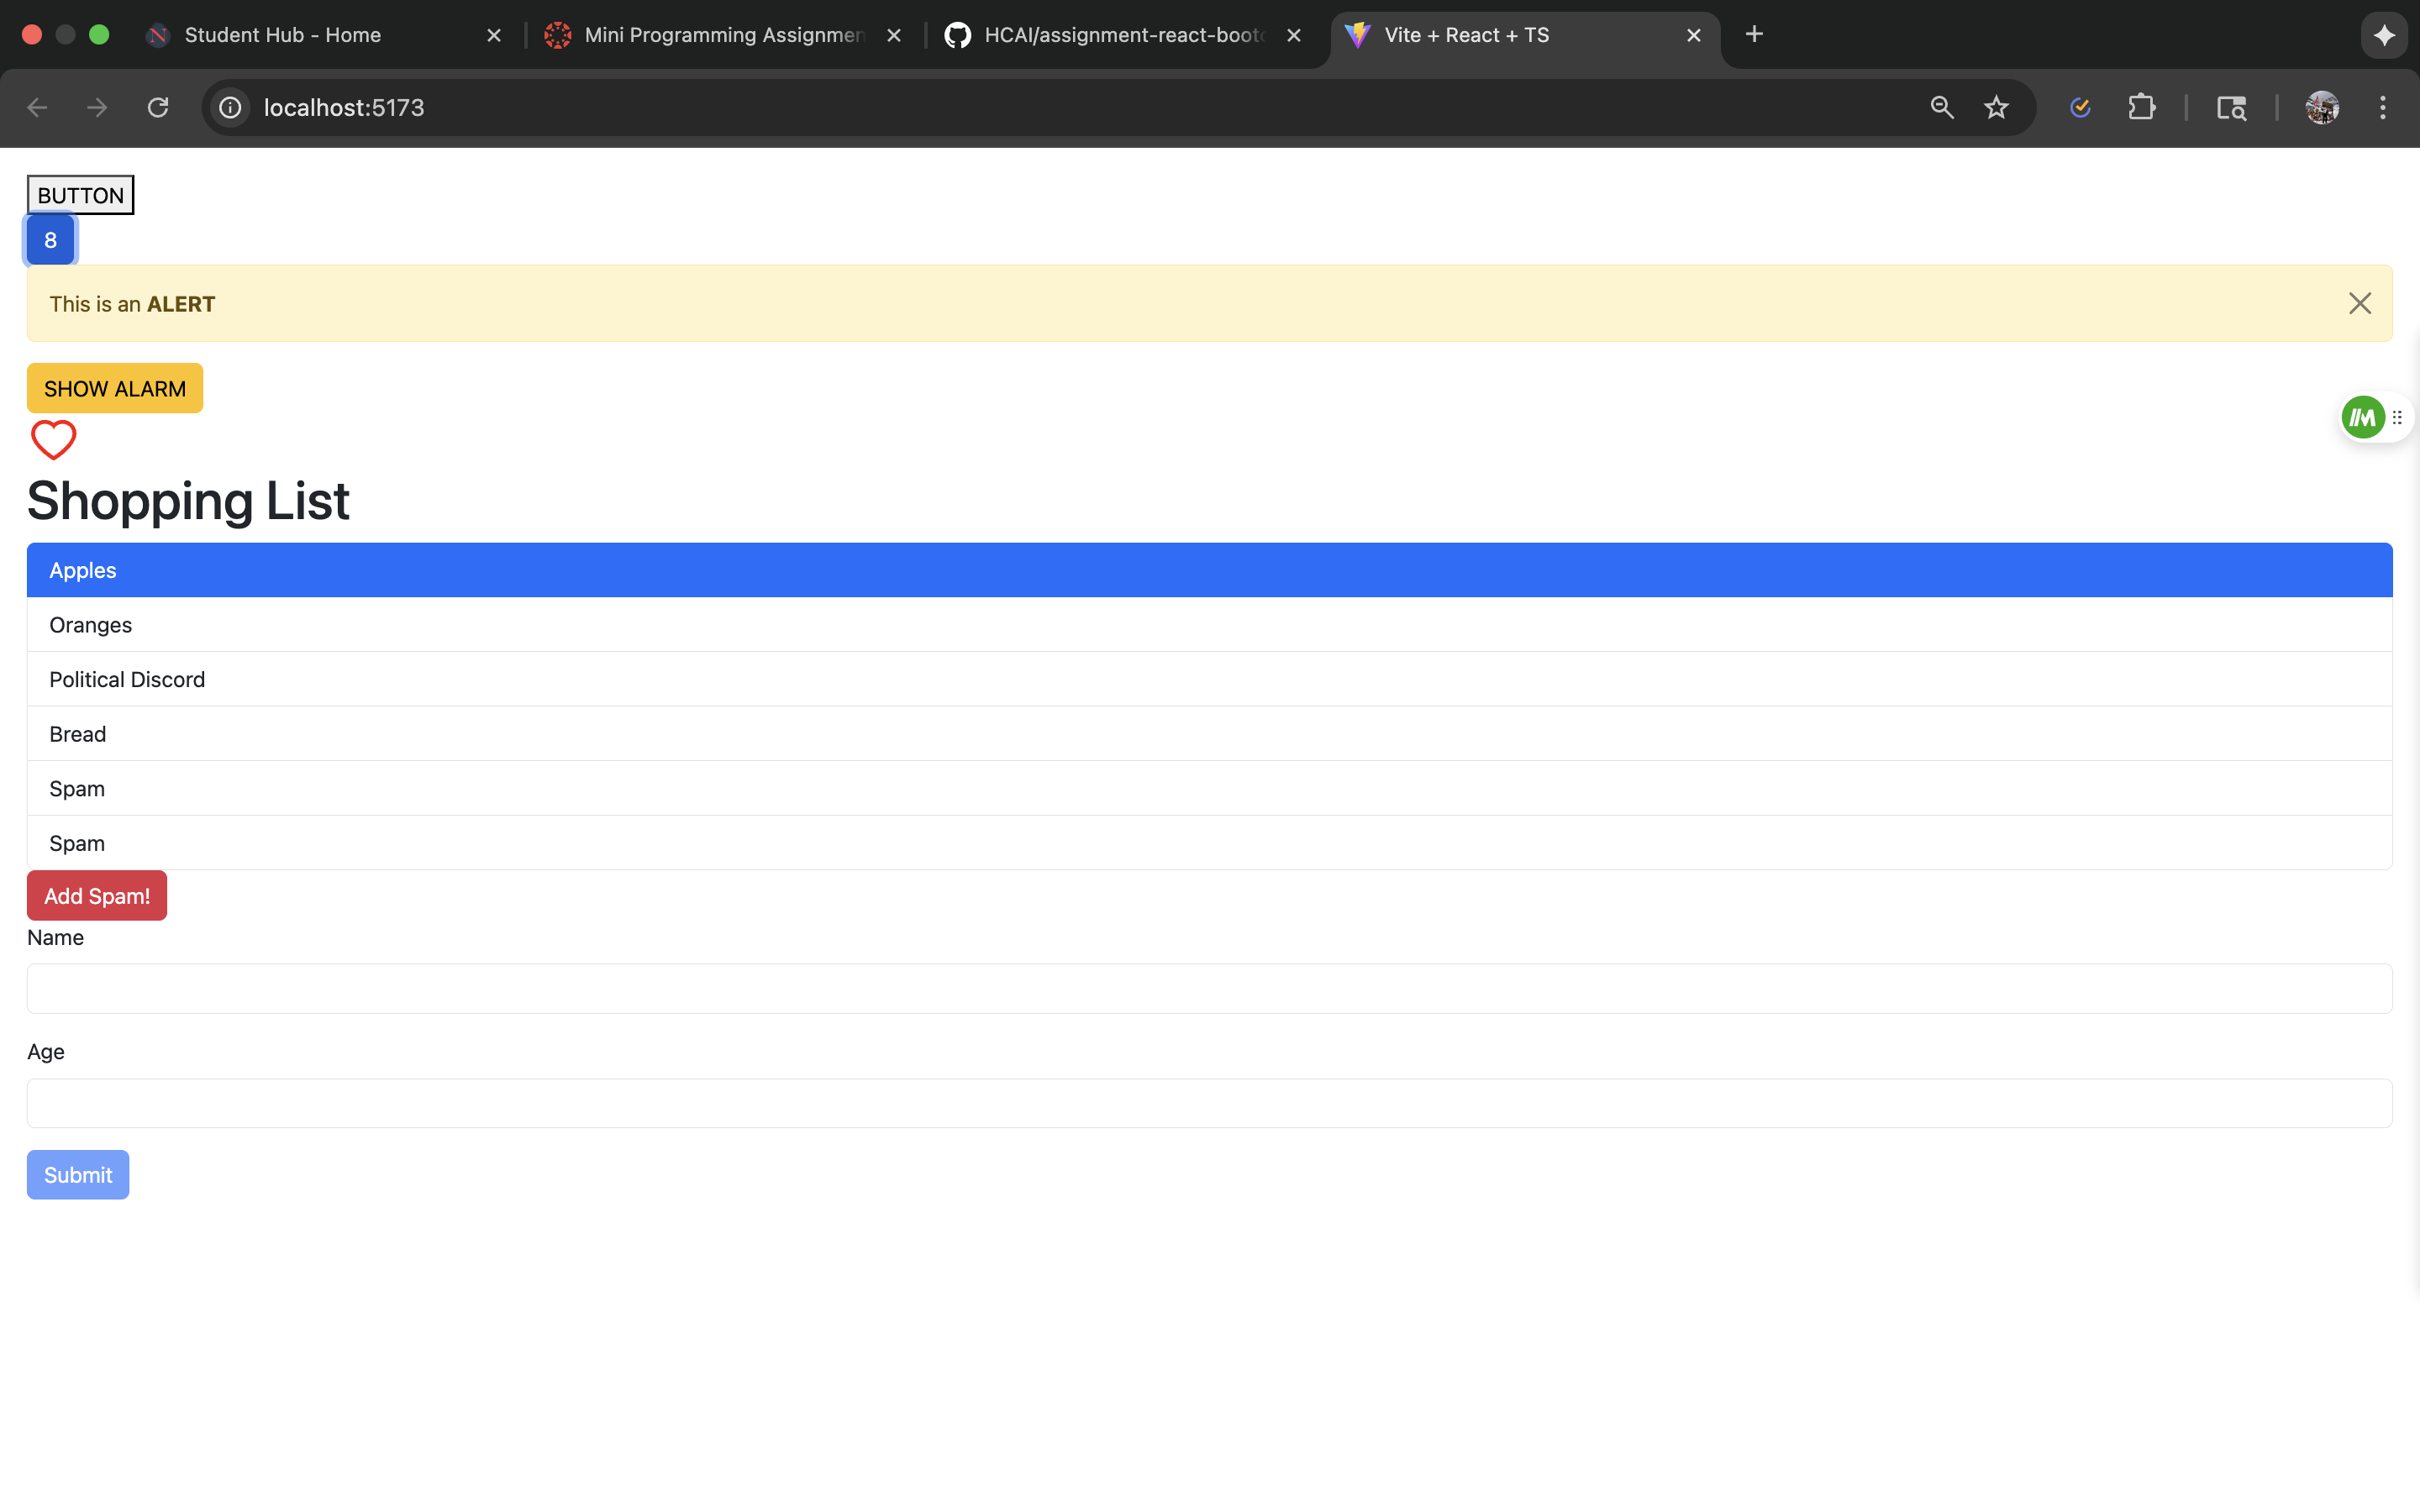 Student Hub - Home
Mini Programming Assignmen
HCAI/assignment-react-boot
Vite + React + TS
localhost:5173
BUTTON
8
This is an ALERT
SHOW ALARM
Shopping List
Apples
Oranges
Political Discord
Bread
Spam
Spam
Add Spam!
Name
Age
Submit